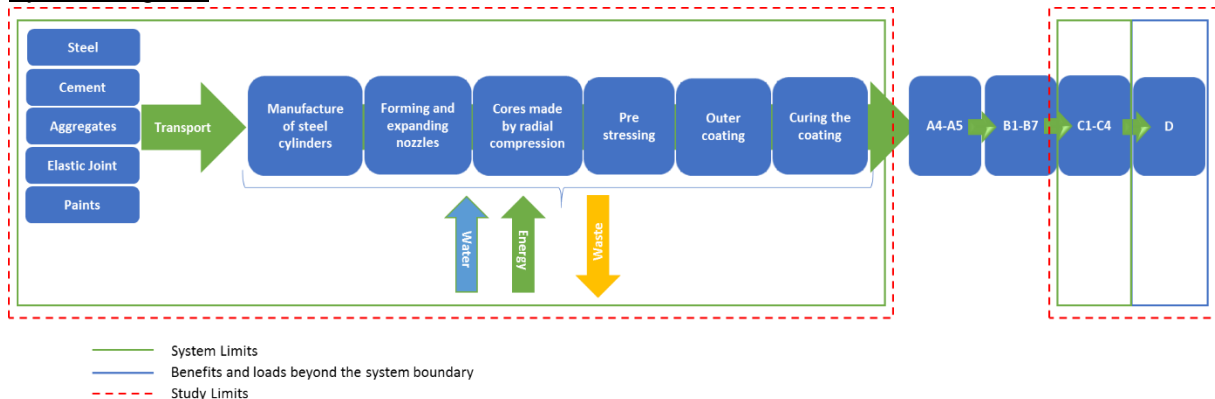 Steel
Cement
Aggregates
Elastic Joint
Paints
Transport
Manufacture
of steel
cylinders
Forming and
expanding
nozzles
Cores made
by radial
compression
Pre
stressing
Outer
coating
Curing the
coating
A4-A5
B1-B7
C1-C4
D
Water
Energy
Waste
System Limits
Benefits and loads beyond the system boundary
Study Limits